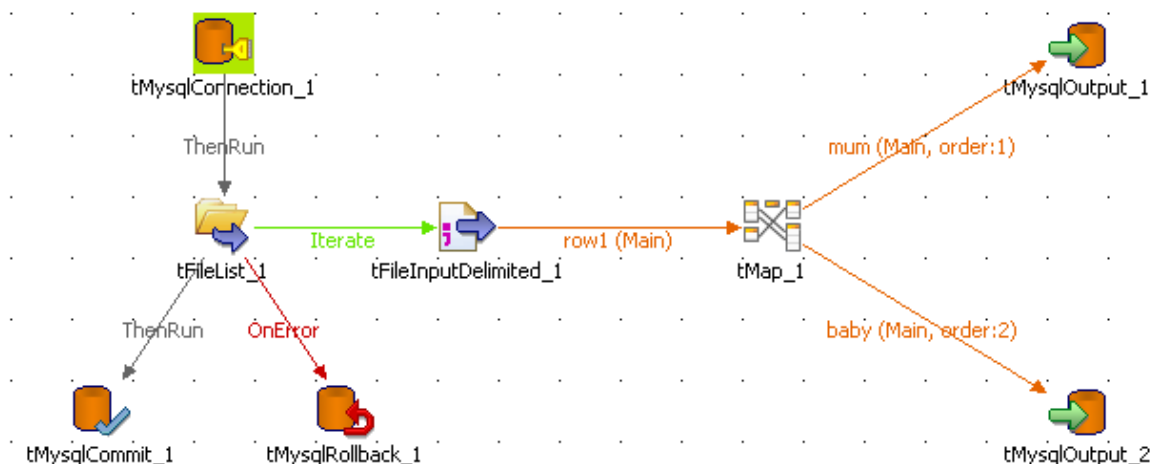 tMysqlConnection_1
tMysqlOutput_1
ThenRun
mum (Main, order:1)
Iterate
row1 (Main)
tFileList_1
tFileInputDelimited_1
tMap_1
ThenRun
OnError
baby (Main, order:2)
tMysqlCommit_1
tMysqlRollback_1
tMysqlOutput_2